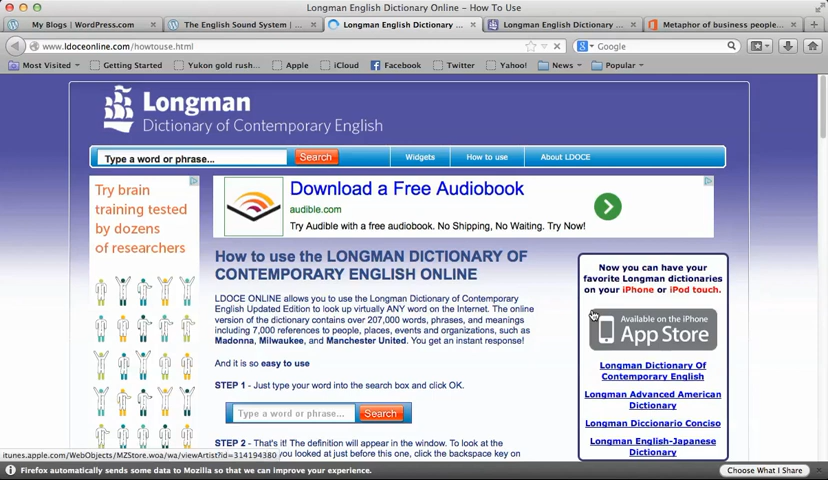 Longman English Dictionary Online - How To Use
My Blogs | WordPress.com
The English Sound System | ...
Longman English Dictionary ...
Longman English Dictionary ...
Metaphor of business people...
www.ldoceonline.com/howtouse.html
Google
Most Visited
Getting Started
Yukon gold rush...
Apple
iCloud
Facebook
Twitter
Yahoo!
News
Popular
Longman
Dictionary of Contemporary English
Type a word or phrase...
Search
Widgets
How to use
About LDOCE
Try brain
training tested
by dozens
of researchers
Download a Free Audiobook
audible.com
Try Audible with a free audiobook. No Shipping, No Waiting. Try Now!
How to use the LONGMAN DICTIONARY OF
CONTEMPORARY ENGLISH ONLINE
LDOCE ONLINE allows you to use the Longman Dictionary of Contemporary
English Updated Edition to look up virtually ANY word on the Internet. The online
version of the dictionary contains over 207,000 words, phrases, and meanings
including 7,000 references to people, places, events and organizations, such as
Madonna, Milwaukee, and Manchester United. You get an instant response!
And it is so easy to use
STEP 1 - Just type your word into the search box and click OK.
Type a word or phrase...
Search
STEP 2 - That's it! The definition will appear in the window. To look at the
you looked at just before this one, click the backspace key on
Now you can have your
favorite Longman dictionaries
on your iPhone or iPod touch.
Available on the iPhone
App Store
Longman Dictionary Of
Contemporary English
Longman Advanced American
Dictionary
Longman Diccionario Conciso
Longman English-Japanese
Dictionary
itunes.apple.com/WebObjects/MZStore.woa/wa/viewArtist?id=314194380
Firefox automatically sends some data to Mozilla so that we can improve your experience.
Choose What I Share